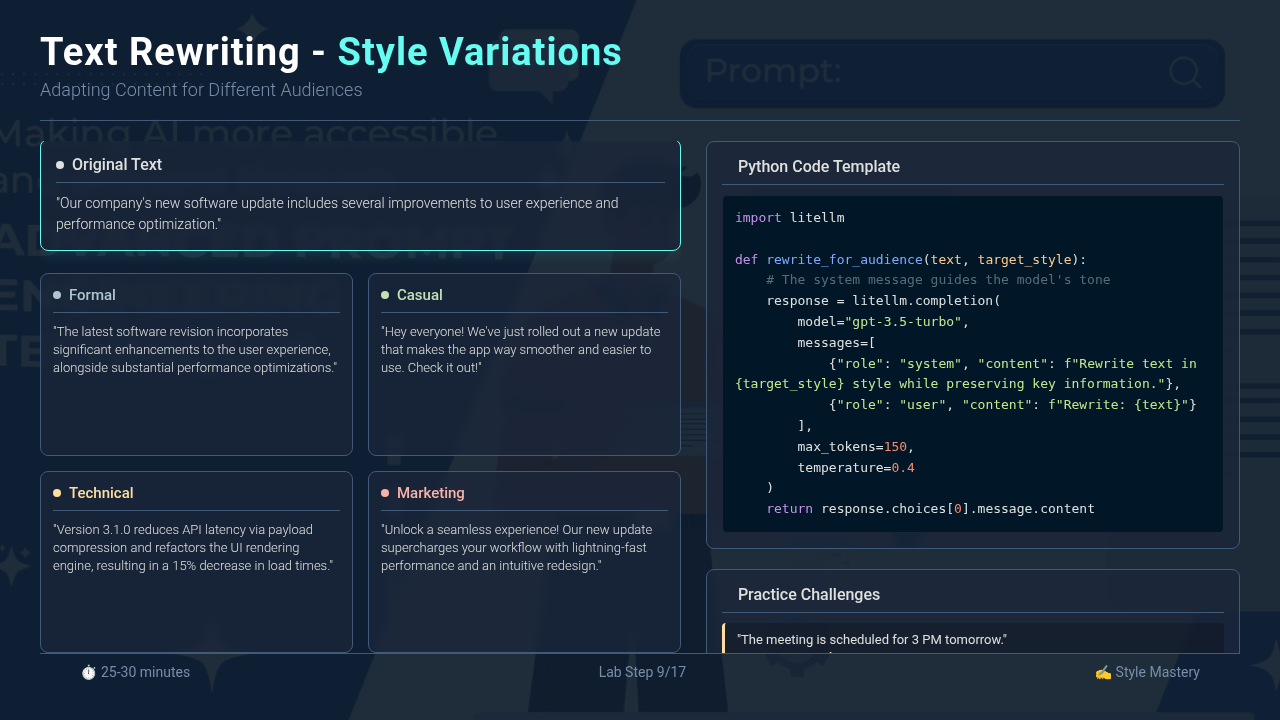 Text Rewriting - Style Variations
Adapting Content for Different Audiences
Prompt:
Making AI more accessible
Original Text
"Our company's new software update includes several improvements to user experience and
performance optimization."
Formal
"The latest software revision incorporates
significant enhancements to the user experience,
alongside substantial performance optimizations."
Casual
"Hey everyone! We've just rolled out a new update
that makes the app way smoother and easier to
use. Check it out!"
Technical
"Version 3.1.0 reduces API latency via payload
compression and refactors the UI rendering
engine, resulting in a 15% decrease in load times."
Marketing
"Unlock a seamless experience! Our new update
supercharges your workflow with lightning-fast
performance and an intuitive redesign."
Python Code Template
import litellm
def rewrite_for_audience(text, target_style):
    # The system message guides the model's tone
    response = litellm.completion(
        model="gpt-3.5-turbo",
        messages=[
            {"role": "system", "content": f"Rewrite text in
{target_style} style while preserving key information."},
            {"role": "user", "content": f"Rewrite: {text}"}
        ],
        max_tokens=150,
        temperature=0.4
    )
    return response.choices[0].message.content
Practice Challenges
"The meeting is scheduled for 3 PM tomorrow."
⏱️ 25-30 minutes
Lab Step 9/17
✍️ Style Mastery